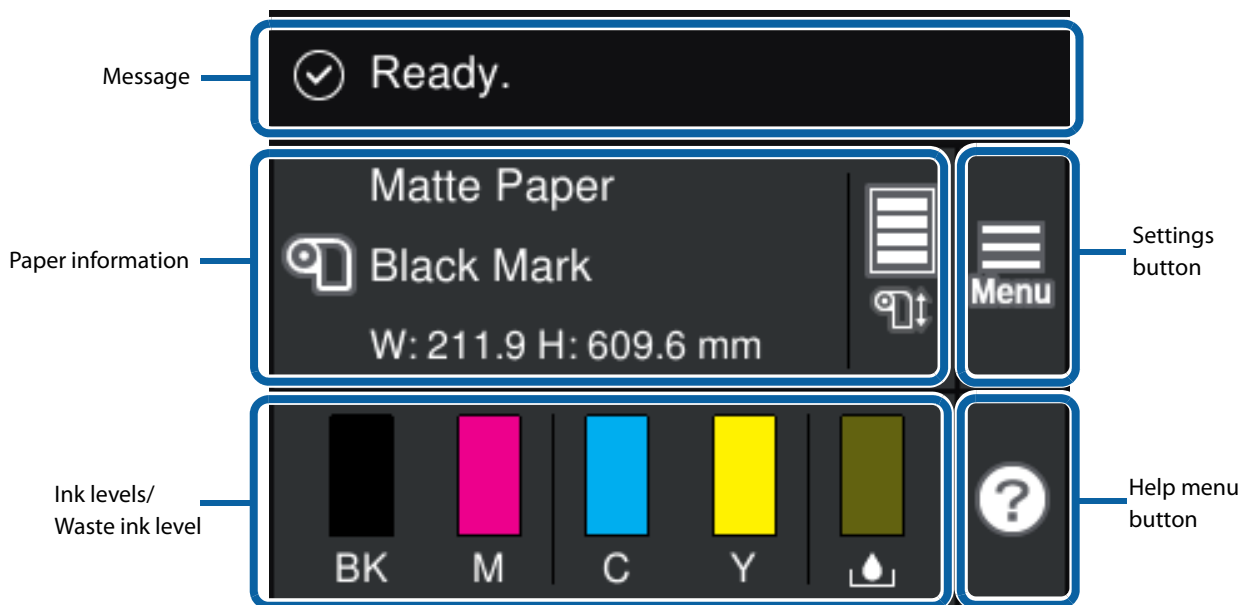 Message
Ready.
Paper information
Matte Paper
Black Mark
W: 211.9 H: 609.6 mm
Menu
Settings
button
Ink levels/
Waste ink level
BK M C Y
?
Help menu
button